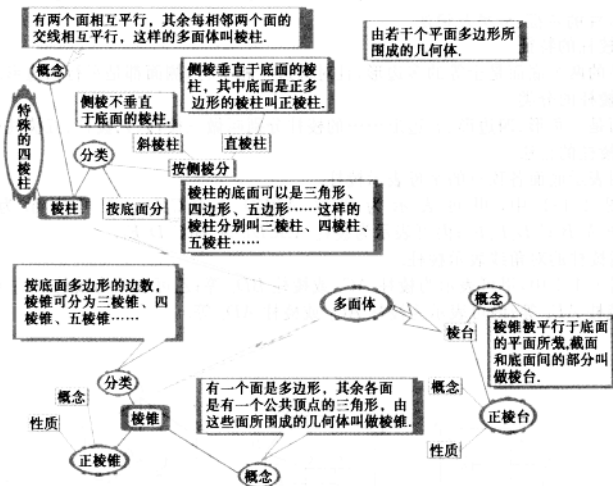 有两个面相互平行，其余每相邻两个面的
交线相互平行，这样的多面体叫棱柱.
由若干个平面多边形所
围成的几何体.
概念
侧棱不垂直
于底面的棱柱.
侧棱垂直于底面的棱
柱，其中底面是正多
边形的棱柱叫正棱柱.
特殊的四棱柱
分类
斜棱柱
直棱柱
按侧棱分
棱柱
按底面分
棱柱的底面可以是三角形、
四边形、五边形……这样的
棱柱分别叫三棱柱、四棱柱、
五棱柱……
按底面多边形的边数，
棱锥可分为三棱锥、四
棱锥、五棱锥……
多面体
概念
棱台
棱锥被平行于底面
的平面所截,截面
和底面间的部分叫
做棱台.
分类
概念
棱锥
性质
正棱锥
有一个面是多边形，其余各面
是有一个公共顶点的三角形，由
这些面所围成的几何体叫做棱锥.
概念
概念
正棱台
性质